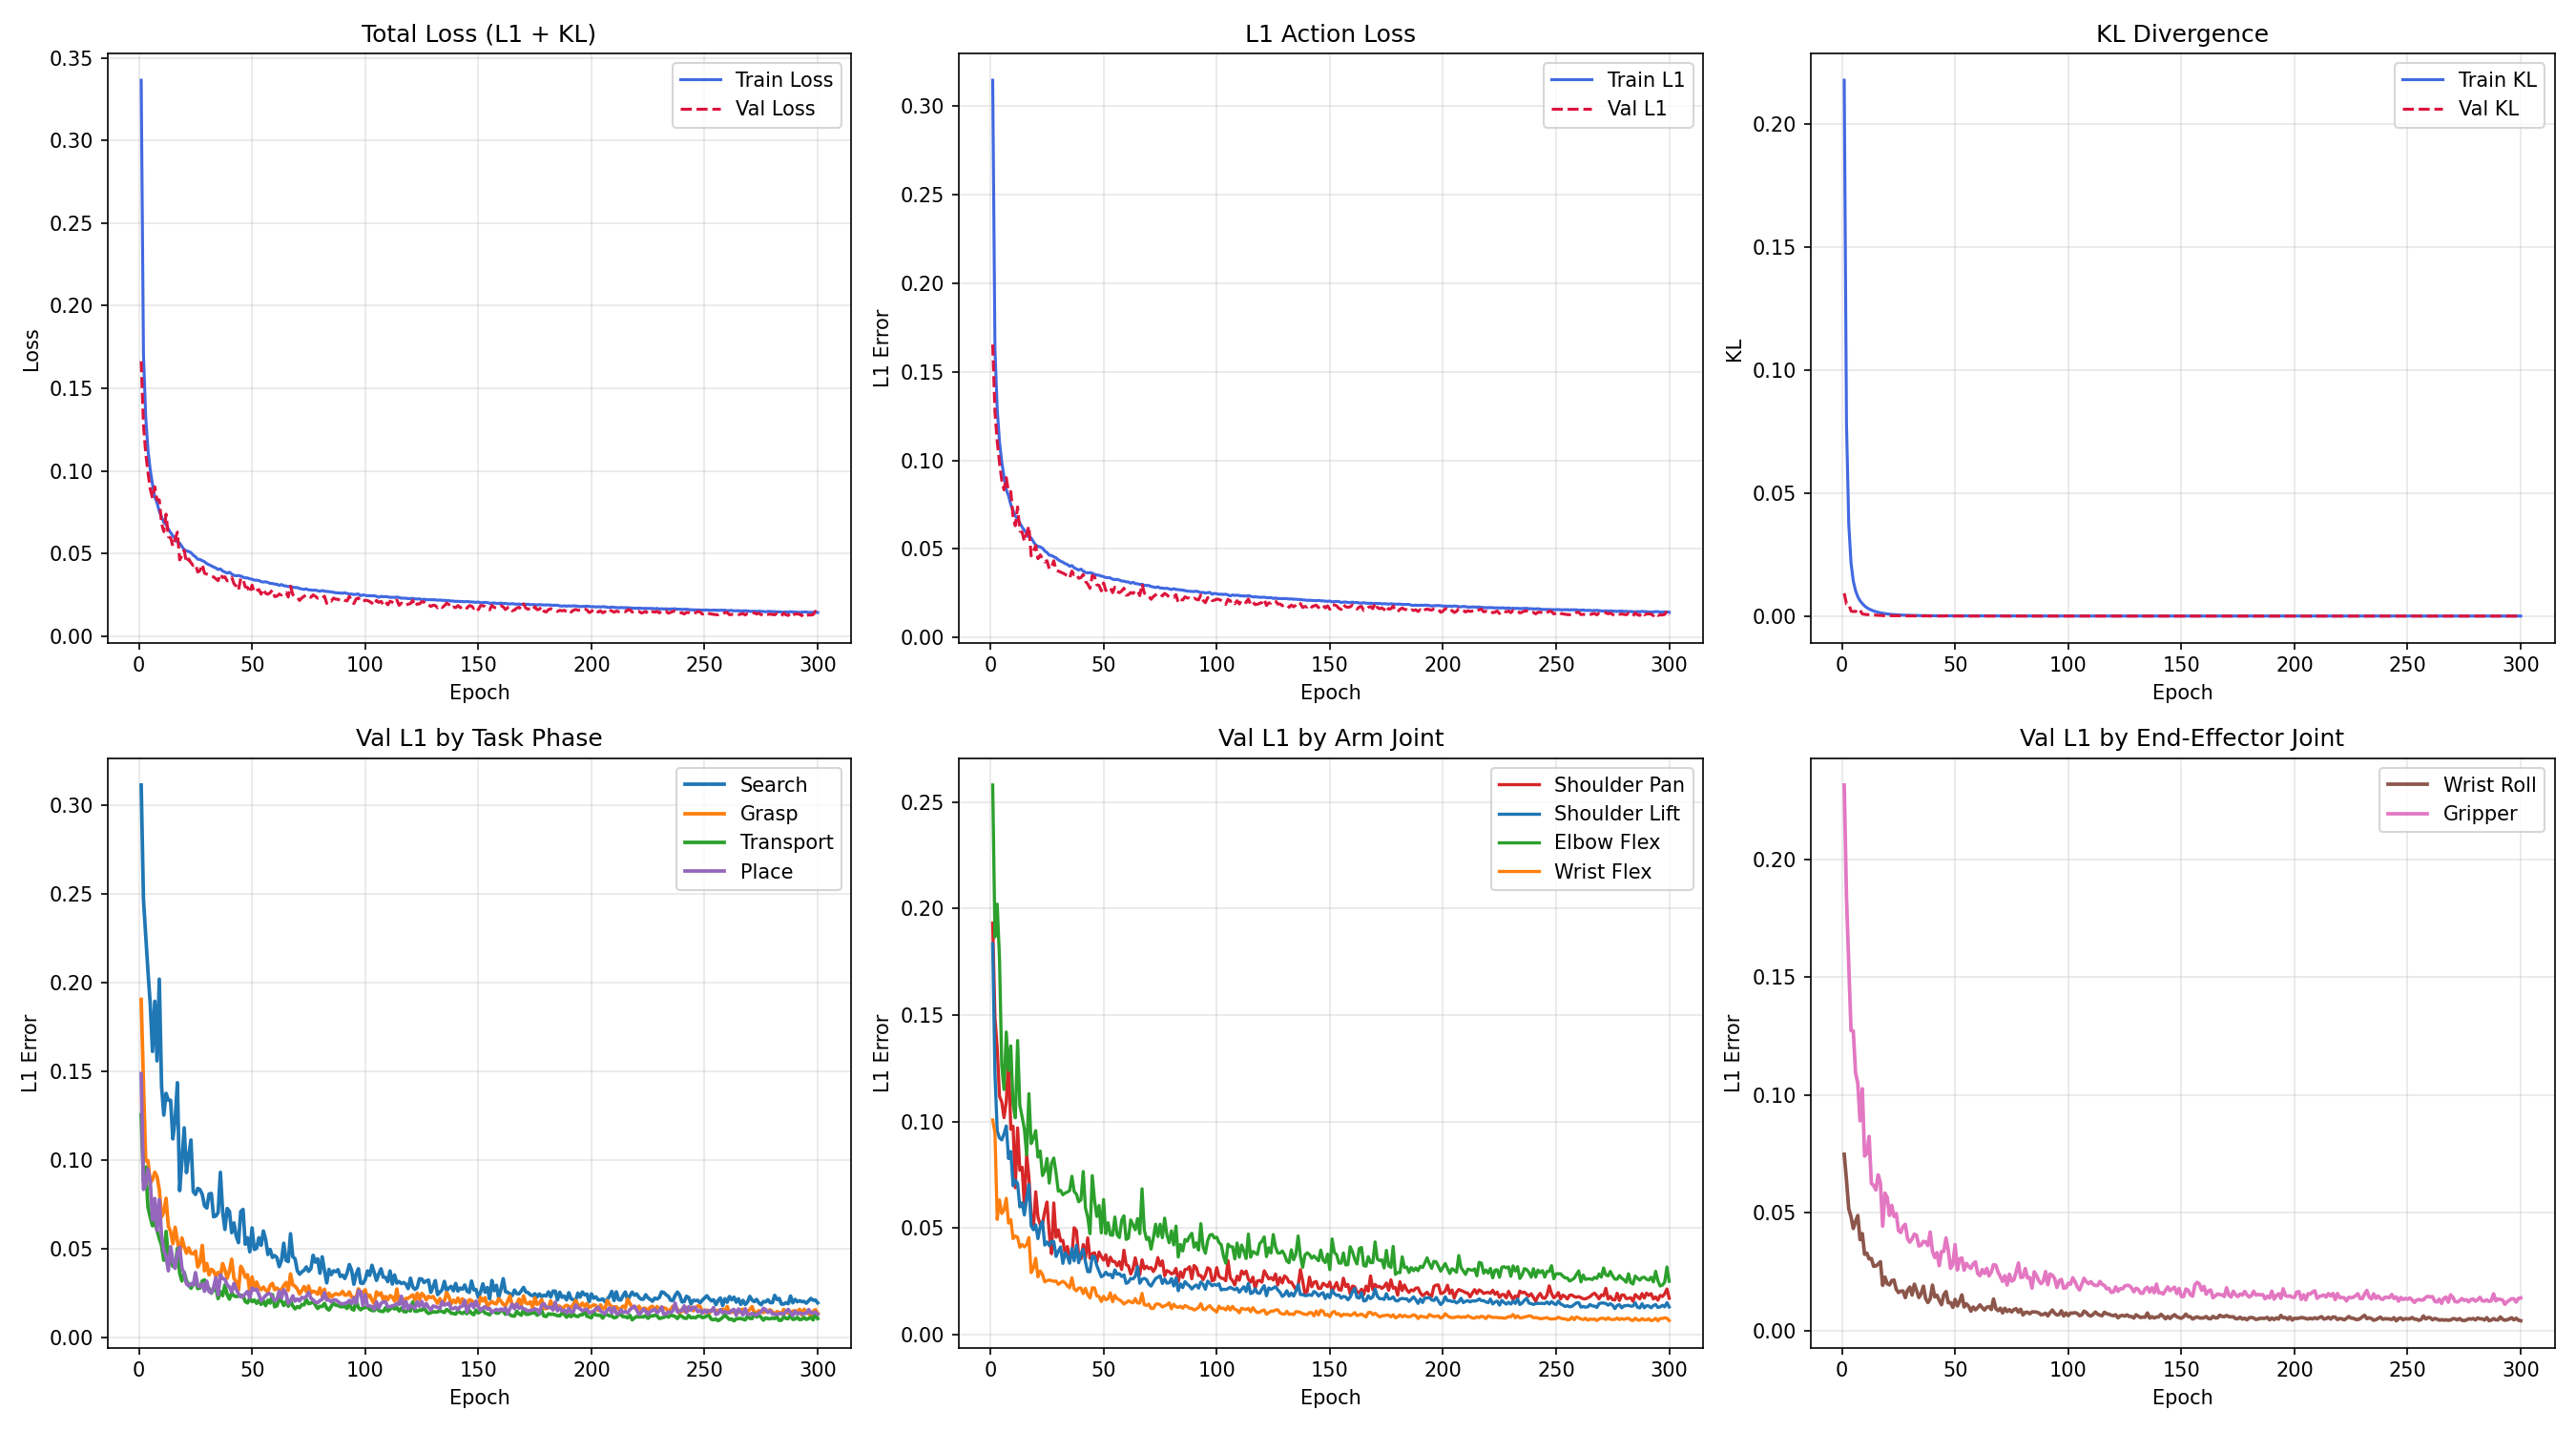 Total Loss (L1 + KL)
Train Loss
Val Loss
Loss
0.35
0.30
0.25
0.20
0.15
0.10
0.05
0.00
0 50 100 150 200 250 300
Epoch
L1 Action Loss
Train L1
Val L1
L1 Error
0.30
0.25
0.20
0.15
0.10
0.05
0.00
0 50 100 150 200 250 300
Epoch
KL Divergence
Train KL
Val KL
KL
0.20
0.15
0.10
0.05
0.00
0 50 100 150 200 250 300
Epoch
Val L1 by Task Phase
Search
Grasp
Transport
Place
L1 Error
0.30
0.25
0.20
0.15
0.10
0.05
0.00
0 50 100 150 200 250 300
Epoch
Val L1 by Arm Joint
Shoulder Pan
Shoulder Lift
Elbow Flex
Wrist Flex
L1 Error
0.25
0.20
0.15
0.10
0.05
0.00
0 50 100 150 200 250 300
Epoch
Val L1 by End-Effector Joint
Wrist Roll
Gripper
L1 Error
0.20
0.15
0.10
0.05
0.00
0 50 100 150 200 250 300
Epoch